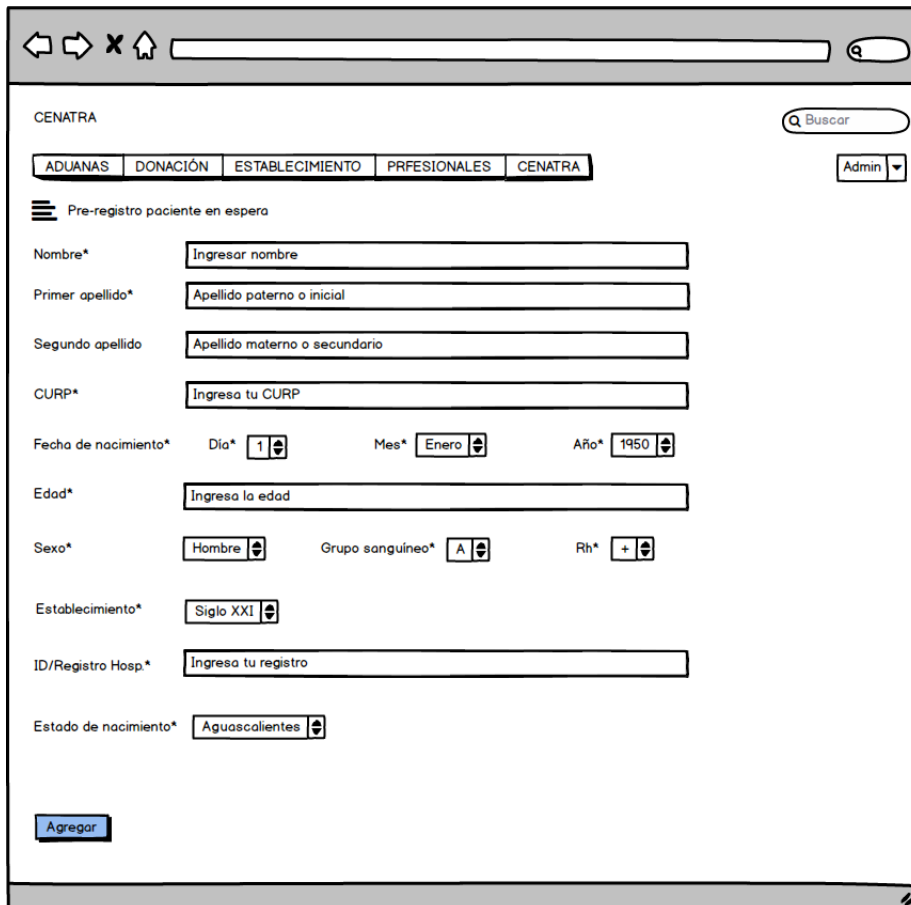 CENATRA
Buscar
ADUANAS DONACIÓN ESTABLECIMIENTO PRFESIONALES CENATRA Admin
Pre-registro paciente en espera
Nombre* Ingresar nombre
Primer apellido* Apellido paterno o inicial
Segundo apellido Apellido materno o secundario
CURP* Ingresa tu CURP
Fecha de nacimiento* Día* 1 Mes* Enero Año* 1950
Edad* Ingresa la edad
Sexo* Hombre Grupo sanguíneo* A Rh* +
Establecimiento* Siglo XXI
ID/Registro Hosp.* Ingresa tu registro
Estado de nacimiento* Aguascalientes
Agregar